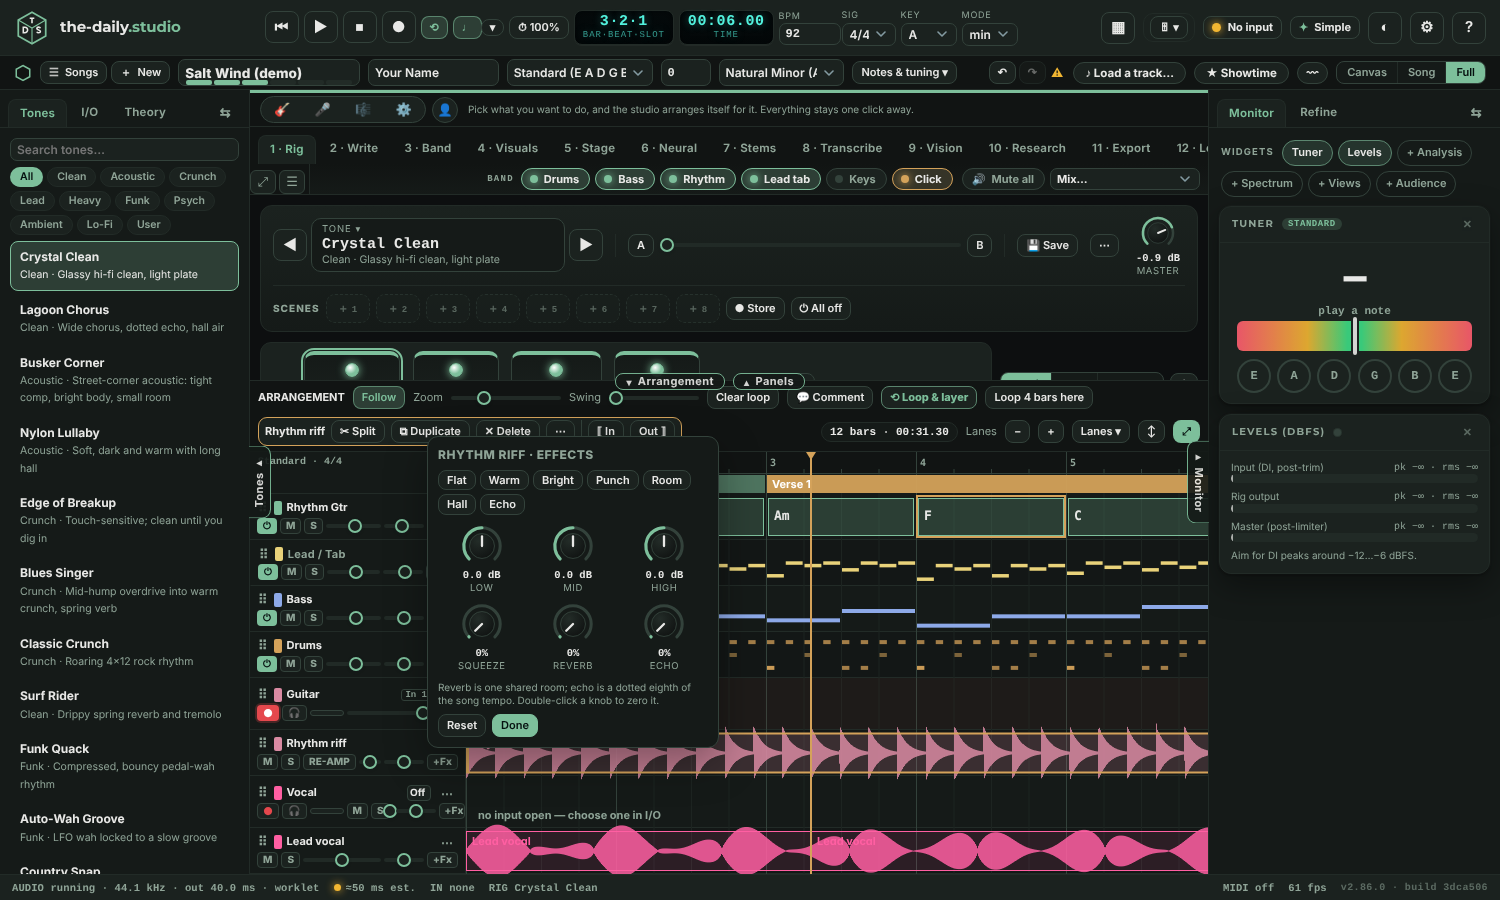 the-daily.studio
100%
3·2·1
BAR·BEAT·SLOT
00:06.00
TIME
BPM
92
SIG
4/4
KEY
A
MODE
min
No input
Simple
?
Songs
+ New
Salt Wind (demo)
Your Name
Standard (E A D G E
0
Natural Minor (A
Notes & tuning ▾
Load a track…
★ Showtime
Canvas
Song
Full
Tones
I/O
Theory
Search tones…
All
Clean
Acoustic
Crunch
Lead
Heavy
Funk
Psych
Ambient
Lo-Fi
User
Crystal Clean
Clean · Glassy hi-fi clean, light plate
Lagoon Chorus
Clean · Wide chorus, dotted echo, hall air
Busker Corner
Acoustic · Street-corner acoustic: tight
comp, bright body, small room
Nylon Lullaby
Acoustic · Soft, dark and warm with long
hall
Edge of Breakup
Crunch · Touch-sensitive; clean until you
dig in
Blues Singer
Crunch · Mid-hump overdrive into warm
crunch, spring verb
Classic Crunch
Crunch · Roaring 4×12 rock rhythm
Surf Rider
Clean · Drippy spring reverb and tremolo
Funk Quack
Funk · Compressed, bouncy pedal-wah
rhythm
Auto-Wah Groove
Funk · LFO wah locked to a slow groove
Country Snap
Pick what you want to do, and the studio arranges itself for it. Everything stays one click away.
1 · Rig
2 · Write
3 · Band
4 · Visuals
5 · Stage
6 · Neural
7 · Stems
8 · Transcribe
9 · Vision
10 · Research
11 · Export
12 · L
BAND
Drums
Bass
Rhythm
Lead tab
Keys
Click
Mute all
Mix…
TONE ▾
Crystal Clean
Clean · Glassy hi-fi clean, light plate
A
B
Save
…
-0.9 dB
MASTER
SCENES
+ 1
+ 2
+ 3
+ 4
+ 5
+ 6
+ 7
+ 8
Store
All off
▾ Arrangement
▴ Panels
ARRANGEMENT
Follow
Zoom
Swing
Clear loop
Comment
Loop & layer
Loop 4 bars here
Rhythm riff
Split
Duplicate
Delete
…
In
Out
12 bars · 00:31.30
Lanes
−
+
Lanes ▾
andard · 4/4
3
4
5
Verse 1
Am
F
C
Tones
Monitor
Rhythm Gtr
M
S
Lead / Tab
M
S
Bass
M
S
Drums
M
S
Guitar
In 1
Rhythm riff
M
S
RE-AMP
+Fx
Vocal
Off
…
M
S
+Fx
no input open — choose one in I/O
Lead vocal
…
M
S
+Fx
Lead vocal
Lead vocal
RHYTHM RIFF · EFFECTS
Flat
Warm
Bright
Punch
Room
Hall
Echo
0.0 dB
LOW
0.0 dB
MID
0.0 dB
HIGH
0%
SQUEEZE
0%
REVERB
0%
ECHO
Reverb is one shared room; echo is a dotted eighth of
the song tempo. Double-click a knob to zero it.
Reset
Done
Monitor
Refine
WIDGETS
Tuner
Levels
+ Analysis
+ Spectrum
+ Views
+ Audience
TUNER
STANDARD
×
—
play a note
E
A
D
G
B
E
LEVELS (DBFS)
×
Input (DI, post-trim)
pk −∞ · rms −∞
Rig output
pk −∞ · rms −∞
Master (post-limiter)
pk −∞ · rms −∞
Aim for DI peaks around −12…−6 dBFS.
AUDIO running · 44.1 kHz · out 40.0 ms · worklet
≈50 ms est.
IN none
RIG Crystal Clean
MIDI off
61 fps
v2.86.0 · build 3dca506